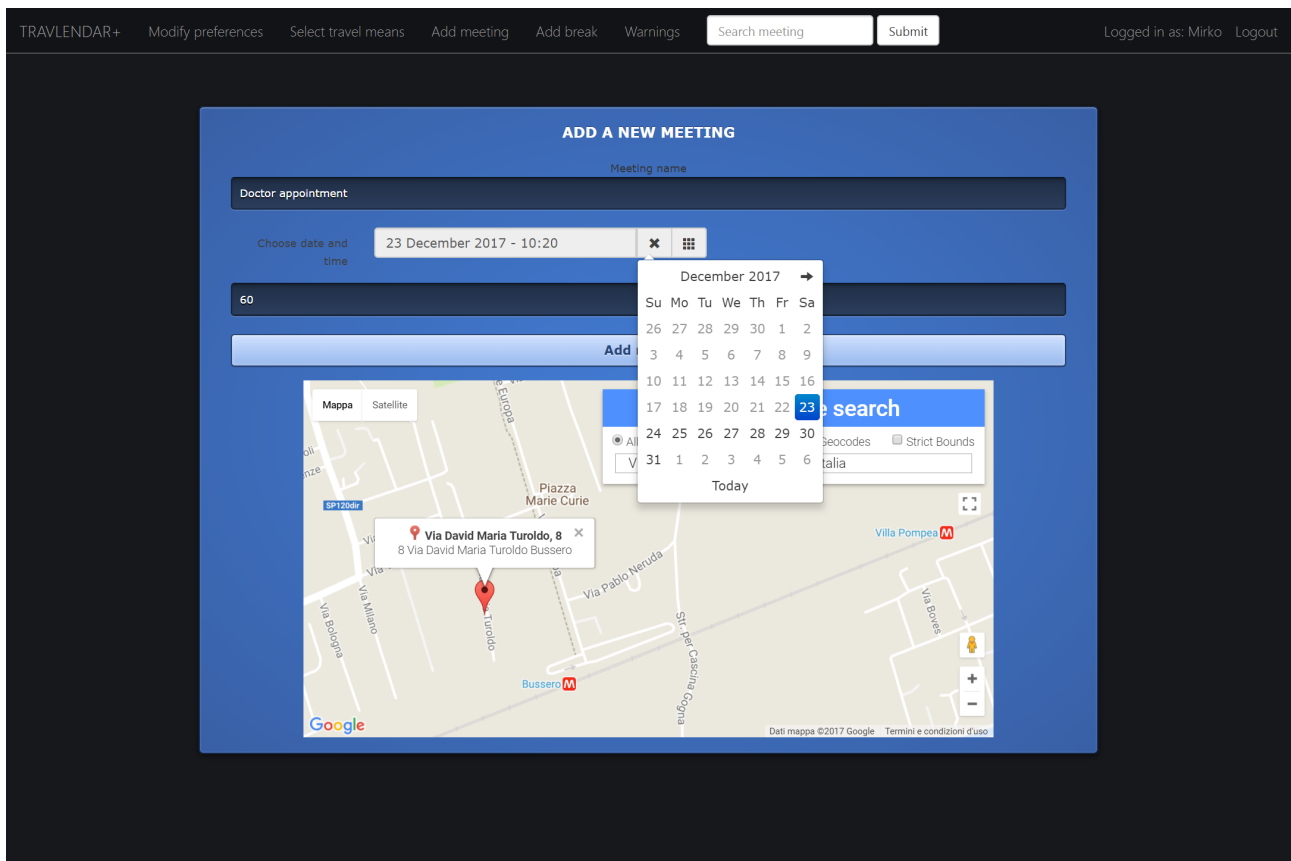 TRAVLENDAR+ Modify preferences Select travel means Add meeting Add break Warnings Search meeting Submit Logged in as: Mirko Logout
ADD A NEW MEETING
Meeting name
Doctor appointment
Choose date and
time
23 December 2017 - 10:20
60
Add
December 2017
Su Mo Tu We Th Fr Sa
26 27 28 29 30 1 2
3 4 5 6 7 8 9
10 11 12 13 14 15 16
17 18 19 20 21 22 23
24 25 26 27 28 29 30
31 1 2 3 4 5 6
Today
Mappa Satellite
search
Geocodes Strict Bounds
Europa
SP120dir
Piazza
Marie Curie
Via David Maria Turoldo, 8
8 Via David Maria Turoldo Bussero
Villa Pompea M
Via Pablo Neruda
Via Milano
Via Bologna
Turoldo
Via Boves
Str. per Cascina Gogna
Bussero M
Google
Dati mappa ©2017 Google Termini e condizioni d'uso